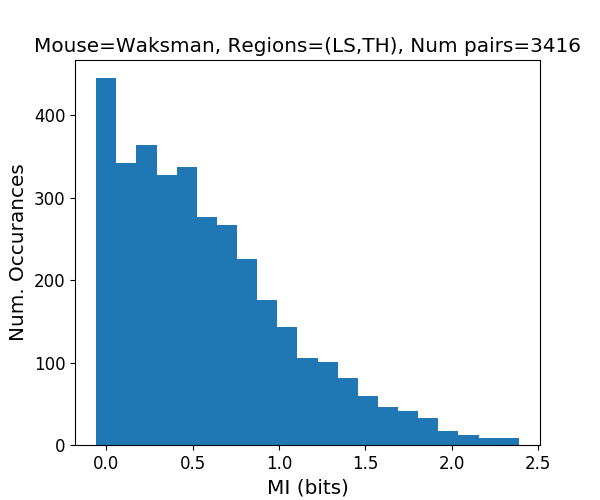 Mouse=Waksman, Regions=(LS,TH), Num pairs=3416
Num. Occurances
400
300
200
100
0
0.0 0.5 1.0 1.5 2.0 2.5
MI (bits)